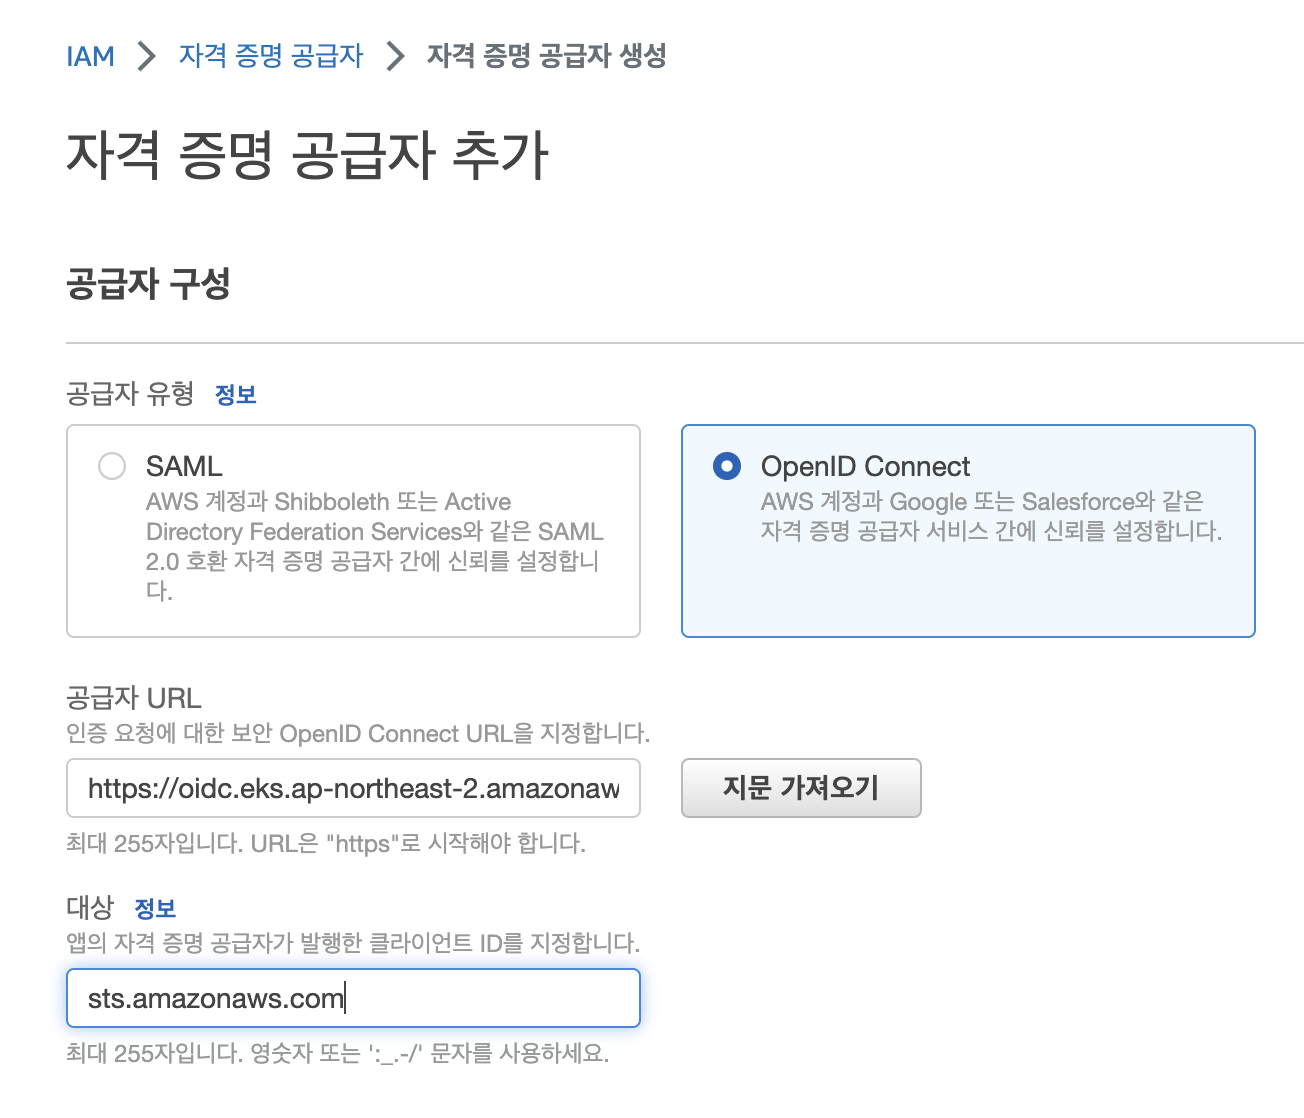 IAM > 자격 증명 공급자 > 자격 증명 공급자 생성
자격 증명 공급자 추가
공급자 구성
공급자 유형 정보
SAML
AWS 계정과 Shibboleth 또는 Active
Directory Federation Services와 같은 SAML
2.0 호환 자격 증명 공급자 간에 신뢰를 설정합니
다.
OpenID Connect
AWS 계정과 Google 또는 Salesforce와 같은
자격 증명 공급자 서비스 간에 신뢰를 설정합니다.
공급자 URL
인증 요청에 대한 보안 OpenID Connect URL을 지정합니다.
https://oidc.eks.ap-northeast-2.amazonaw
지문 가져오기
최대 255자입니다. URL은 "https"로 시작해야 합니다.
대상 정보
앱의 자격 증명 공급자가 발행한 클라이언트 ID를 지정합니다.
sts.amazonaws.com
최대 255자입니다. 영숫자 또는 ':_.-/' 문자를 사용하세요.